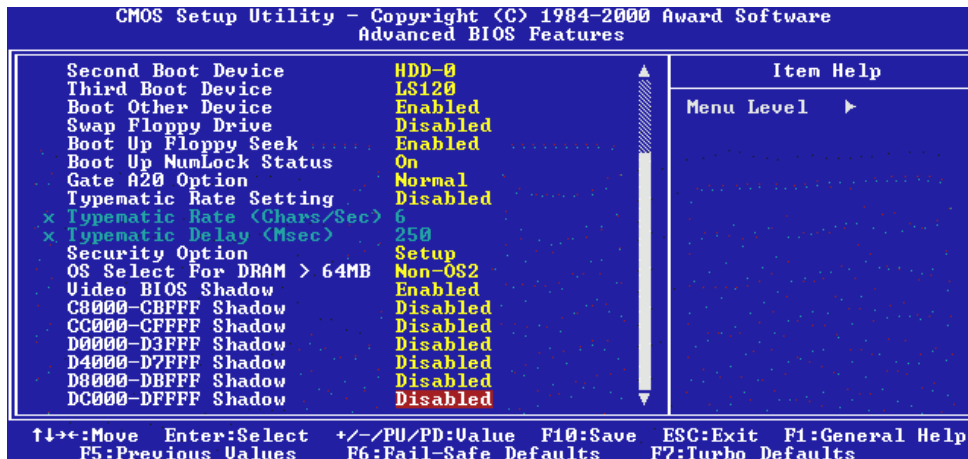 CMOS Setup Utility - Copyright (C) 1984-2000 Award Software
Advanced BIOS Features
Second Boot Device HDD-0
Third Boot Device LS120
Boot Other Device Enabled
Swap Floppy Drive Disabled
Boot Up Floppy Seek Enabled
Boot Up NumLock Status On
Gate A20 Option Normal
Typematic Rate Setting Disabled
x Typematic Rate (Chars/Sec) 6
x Typematic Delay (Msec) 250
Security Option Setup
OS Select For DRAM > 64MB Non-OS2
Video BIOS Shadow Enabled
C8000-CBFFF Shadow Disabled
CC000-CFFFF Shadow Disabled
D0000-D3FFF Shadow Disabled
D4000-D7FFF Shadow Disabled
D8000-DBFFF Shadow Disabled
DC000-DFFFF Shadow Disabled
Item Help
Menu Level ▶
↑↓→←:Move Enter:Select +/-/PU/PD:Value F10:Save ESC:Exit F1:General Help
F5:Previous Values F6:Fail-Safe Defaults F7:Turbo Defaults